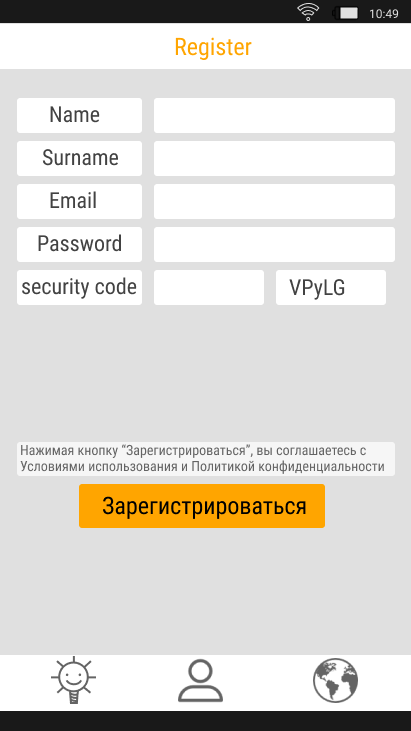 10:49
Register
Name
Surname
Email
Password
security code VPyLG
Нажимая кнопку “Зарегистрироваться”, вы соглашаетесь с
Условиями использования и Политикой конфиденциальности
Зарегистрироваться